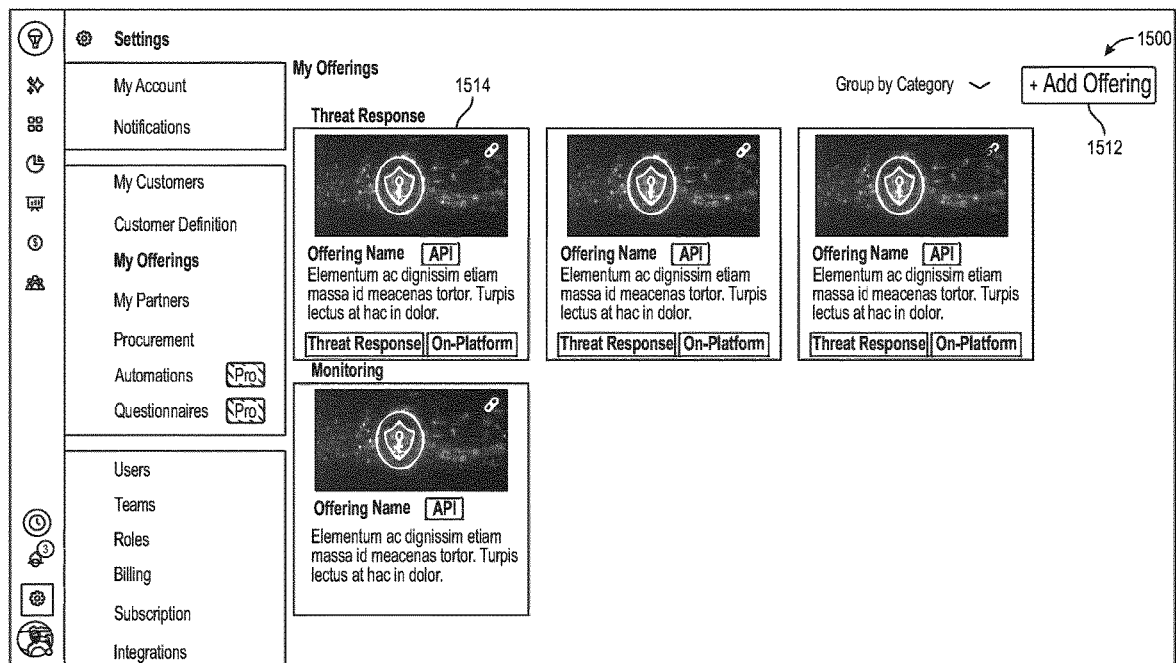 Settings
1500
My Account
Notifications
My Offerings
1514
Group by Category
+ Add Offering
1512
Threat Response
My Customers
Customer Definition
My Offerings
My Partners
Procurement
Automations Pro
Questionnaires Pro
Offering Name API
Elementum ac dignissim etiam
massa id meacenas tortor. Turpis
lectus at hac in dolor.
Threat Response On-Platform
Offering Name API
Elementum ac dignissim etiam
massa id meacenas tortor. Turpis
lectus at hac in dolor.
Threat Response On-Platform
Offering Name API
Elementum ac dignissim etiam
massa id meacenas tortor. Turpis
lectus at hac in dolor.
Threat Response On-Platform
Monitoring
Offering Name API
Elementum ac dignissim etiam
massa id meacenas tortor. Turpis
lectus at hac in dolor.
Users
Teams
Roles
Billing
Subscription
Integrations
3
$